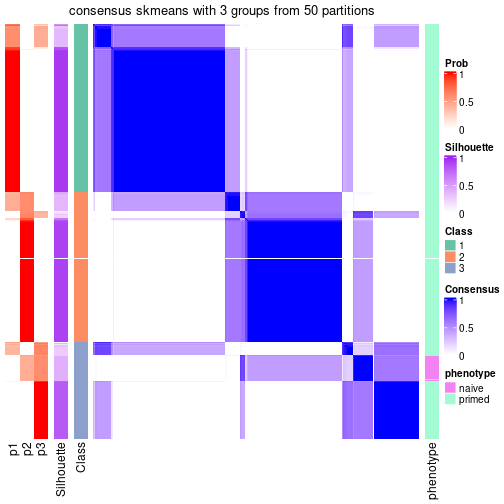 consensus skmeans with 3 groups from 50 partitions
Prob
1
0.5
0
Silhouette
1
0.5
0
Class
1
2
3
Consensus
1
0.5
0
phenotype
naive
primed
p1
p2
p3
Silhouette
Class
phenotype